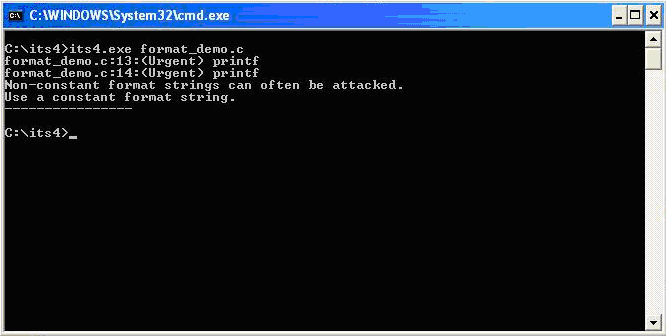 C:\WINDOWS\System32\cmd.exe
C:\its4>its4.exe format_demo.c
format_demo.c:13:(Urgent) printf
format_demo.c:14:(Urgent) printf
Non-constant format strings can often be attacked.
Use a constant format string.
----------------
C:\its4>_